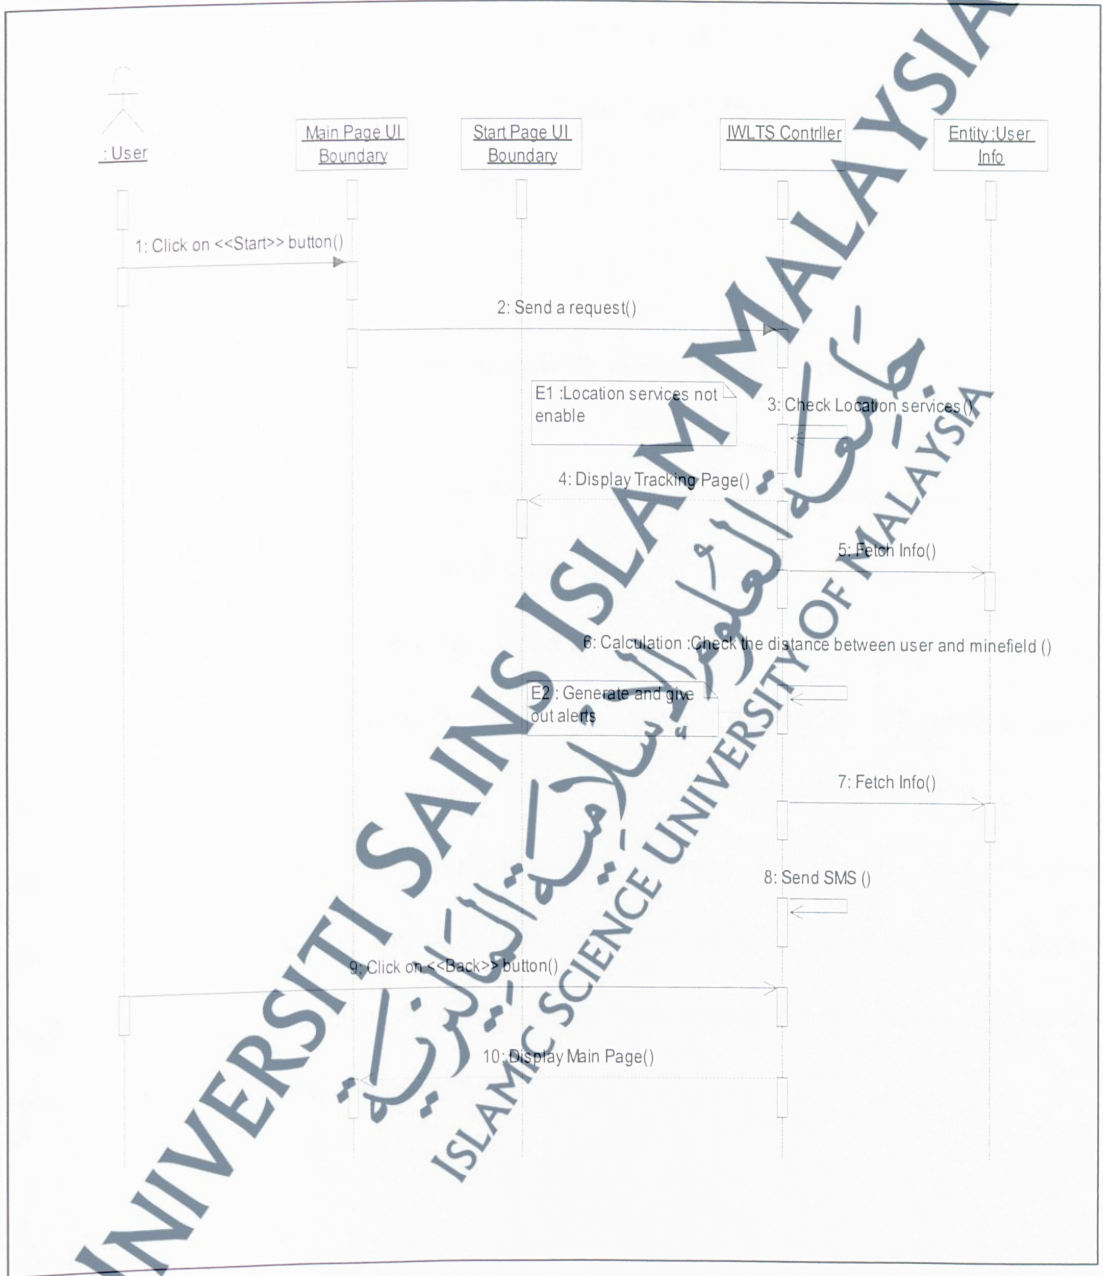 : User
Main Page UI
Boundary
Start Page UI
Boundary
IWLTS Contrller
Entity :User
Info
1: Click on <<Start>> button()
2: Send a request()
E1 :Location services not
enable
3: Check Location services()
4: Display Tracking Page()
5: Fetch Info()
6: Calculation :Check the distance between user and minefield ()
E2 : Generate and give
out alerts
7: Fetch Info()
8: Send SMS ()
9: Click on <<Back>> button()
10: Display Main Page()
UNIVERSITI SAINS ISLAM MALAYSIA
جامعة العلوم الإسلامية الماليزية
ISLAMIC SCIENCE UNIVERSITY OF MALAYSIA